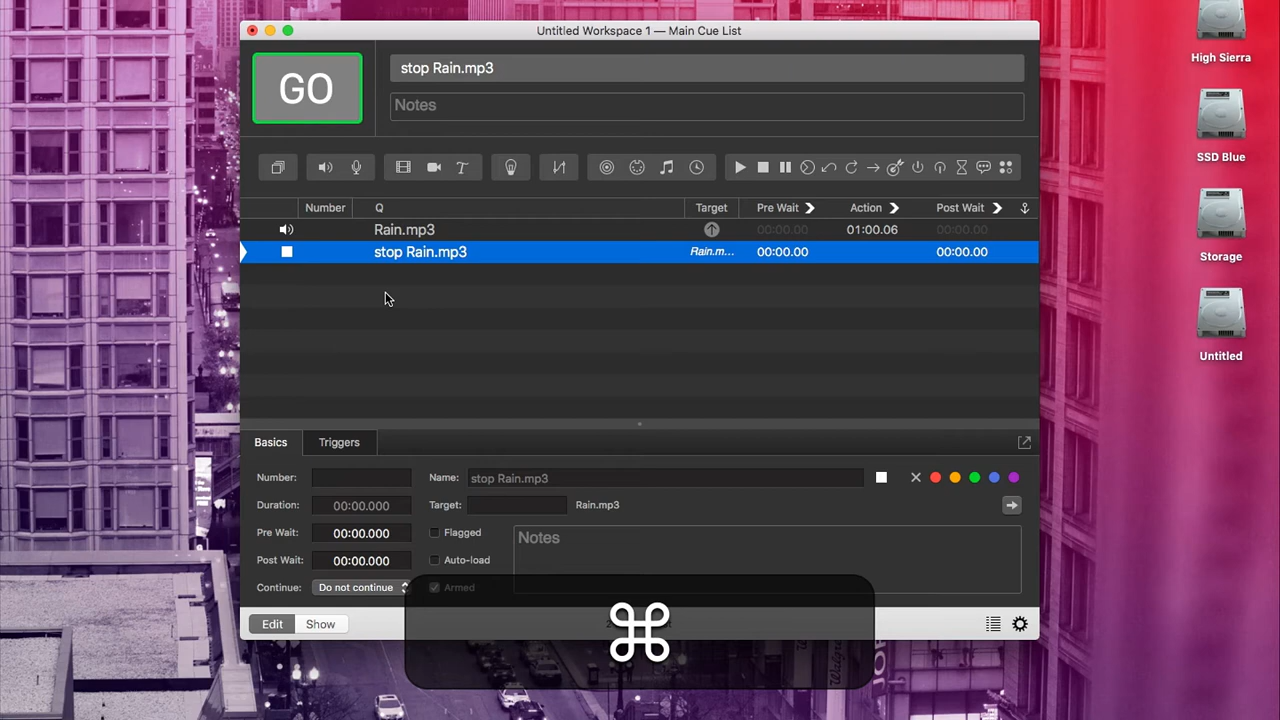 Untitled Workspace 1 — Main Cue List
High Sierra
GO
stop Rain.mp3
Notes
SSD Blue
Number Q Target Pre Wait Action Post Wait
Rain.mp3 00:00.00 01:00.06 00:00.00
stop Rain.mp3 Rain.m... 00:00.00 00:00.00
Storage
Untitled
Basics Triggers
Number: Name: stop Rain.mp3
Duration: 00:00.000 Target: Rain.mp3
Pre Wait: 00:00.000 Flagged Notes
Post Wait: 00:00.000 Auto-load
Continue: Do not continue Armed
Edit Show
⌘